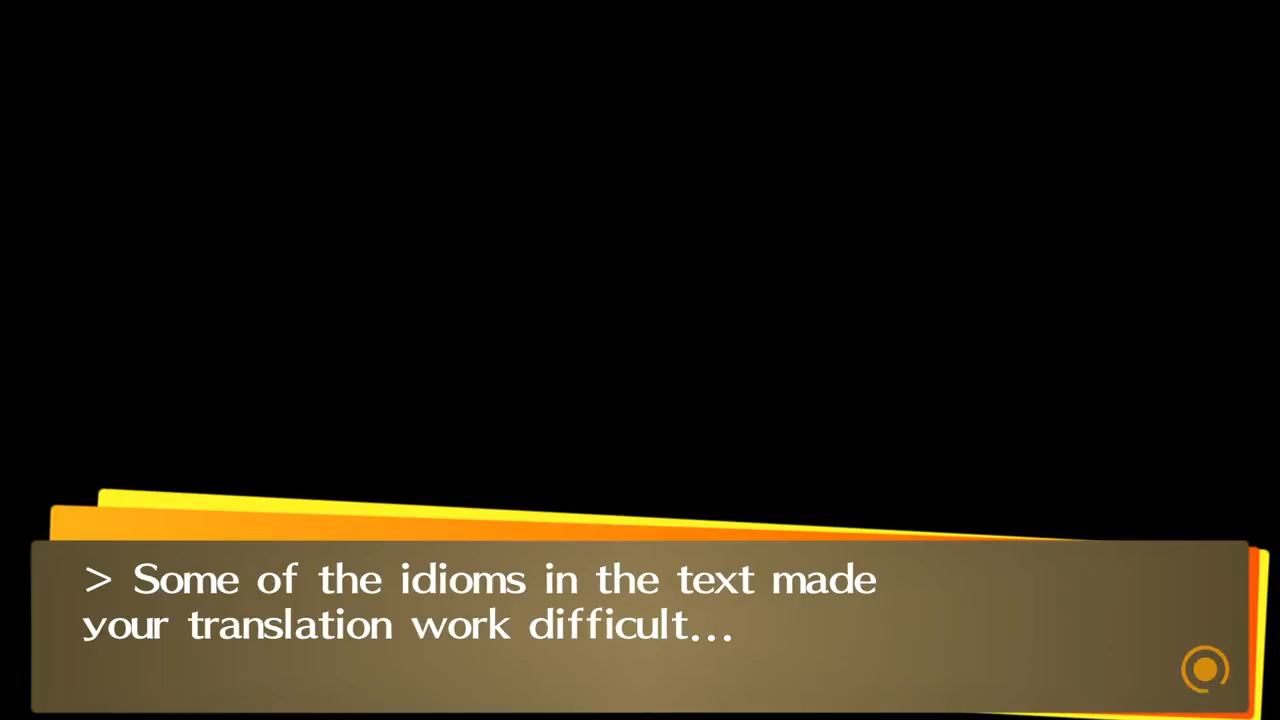 > Some of the idioms in the text made
your translation work difficult...